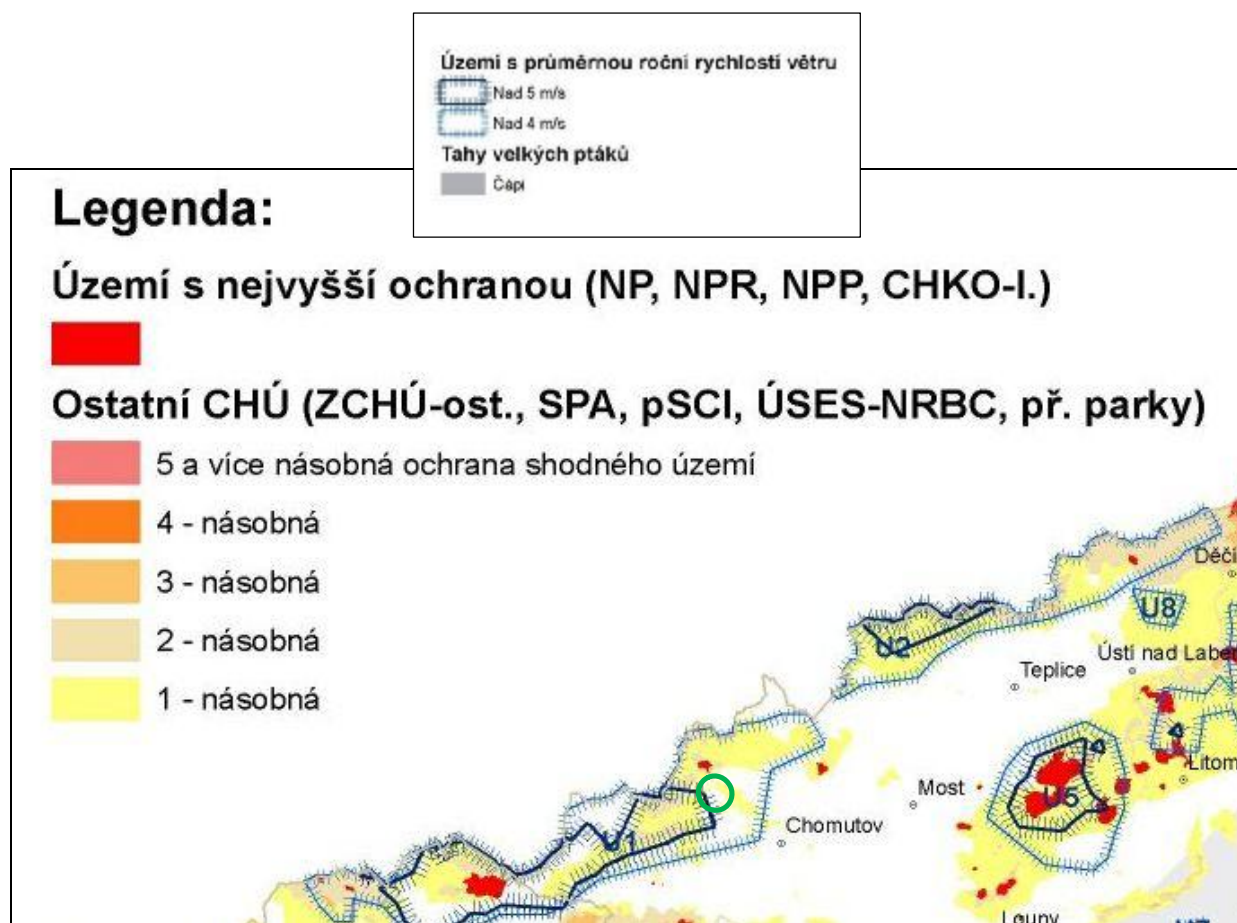 Území s průměrnou roční rychlostí větru
Nad 5 m/s
Nad 4 m/s
Tahy velkých ptáků
Čápi
Legenda:
Území s nejvyšší ochranou (NP, NPR, NPP, CHKO-I.)
Ostatní CHÚ (ZCHÚ-ost., SPA, pSCI, ÚSES-NRBC, př. parky)
5 a více násobná ochrana shodného území
4 - násobná
3 - násobná
2 - násobná
1 - násobná
Děčí
U8
U2
Ústí nad Labem
Teplice
Litom
Most
U5
Chomutov
U1
Louny